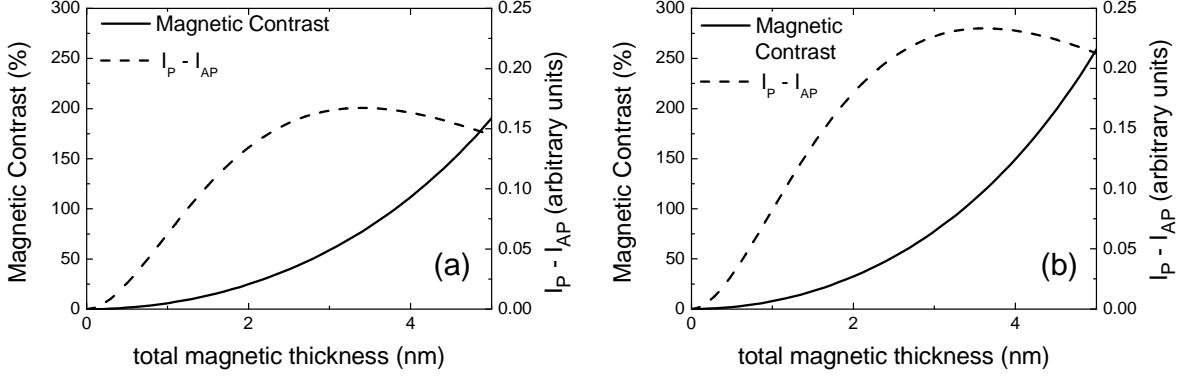 300
250
200
150
100
50
0
Magnetic Contrast (%)
Magnetic Contrast
I_P - I_AP
(a)
0.25
0.20
0.15
0.10
0.05
0.00
I_P - I_AP (arbitrary units)
0 2 4
total magnetic thickness (nm)
300
250
200
150
100
50
0
Magnetic Contrast (%)
Magnetic
Contrast
I_P - I_AP
(b)
0.25
0.20
0.15
0.10
0.05
0.00
I_P - I_AP (arbitrary units)
0 2 4
total magnetic thickness (nm)